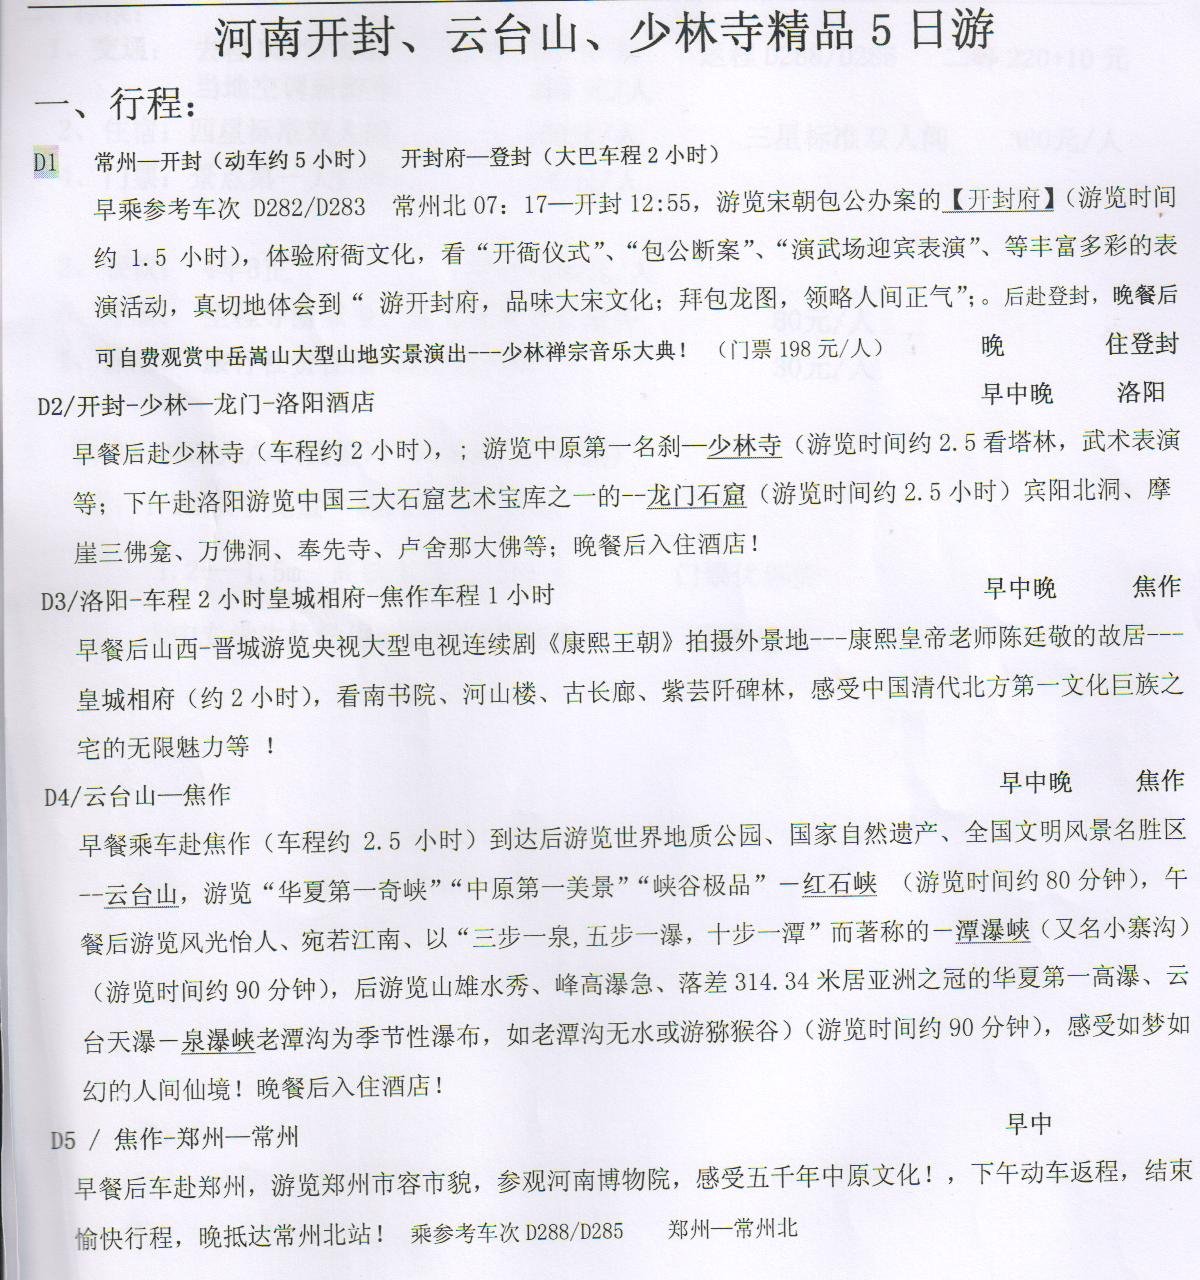 河南开封、云台山、少林寺精品 5 日游
一、行程：
D1 常州—开封（动车约 5 小时） 开封府—登封（大巴车程 2 小时）
早乘参考车次 D282/D283 常州北 07：17—开封 12:55，游览宋朝包公办案的【开封府】（游览时间
约 1.5 小时），体验府衙文化，看“开衙仪式”、“包公断案”、“演武场迎宾表演”、等丰富多彩的表
演活动，真切地体会到“ 游开封府，品味大宋文化；拜包龙图，领略人间正气”;。后赴登封，晚餐后
可自费观赏中岳嵩山大型山地实景演出---少林禅宗音乐大典！（门票 198 元/人） 晚 住登封
D2/开封-少林—龙门-洛阳酒店 早中晚 洛阳
早餐后赴少林寺（车程约 2 小时），；游览中原第一名刹—少林寺（游览时间约 2.5 看塔林，武术表演
等；下午赴洛阳游览中国三大石窟艺术宝库之一的--龙门石窟（游览时间约 2.5 小时）宾阳北洞、摩
崖三佛龛、万佛洞、奉先寺、卢舍那大佛等；晚餐后入住酒店！
D3/洛阳-车程 2 小时皇城相府-焦作车程 1 小时 早中晚 焦作
早餐后山西-晋城游览央视大型电视连续剧《康熙王朝》拍摄外景地---康熙皇帝老师陈廷敬的故居---
皇城相府（约 2 小时），看南书院、河山楼、古长廊、紫芸阡碑林，感受中国清代北方第一文化巨族之
宅的无限魅力等 ！
D4/云台山—焦作 早中晚 焦作
早餐乘车赴焦作（车程约 2.5 小时）到达后游览世界地质公园、国家自然遗产、全国文明风景名胜区
--云台山，游览“华夏第一奇峡”“中原第一美景”“峡谷极品”－红石峡 （游览时间约 80 分钟），午
餐后游览风光怡人、宛若江南、以“三步一泉,五步一瀑，十步一潭”而著称的－潭瀑峡（又名小寨沟）
（游览时间约 90 分钟），后游览山雄水秀、峰高瀑急、落差 314.34 米居亚洲之冠的华夏第一高瀑、云
台天瀑－泉瀑峡老潭沟为季节性瀑布，如老潭沟无水或游猕猴谷）（游览时间约 90 分钟），感受如梦如
幻的人间仙境！晚餐后入住酒店！
D5 / 焦作-郑州—常州 早中
早餐后车赴郑州，游览郑州市容市貌，参观河南博物院，感受五千年中原文化！，下午动车返程，结束
愉快行程，晚抵达常州北站！ 乘参考车次 D288/D285 郑州—常州北